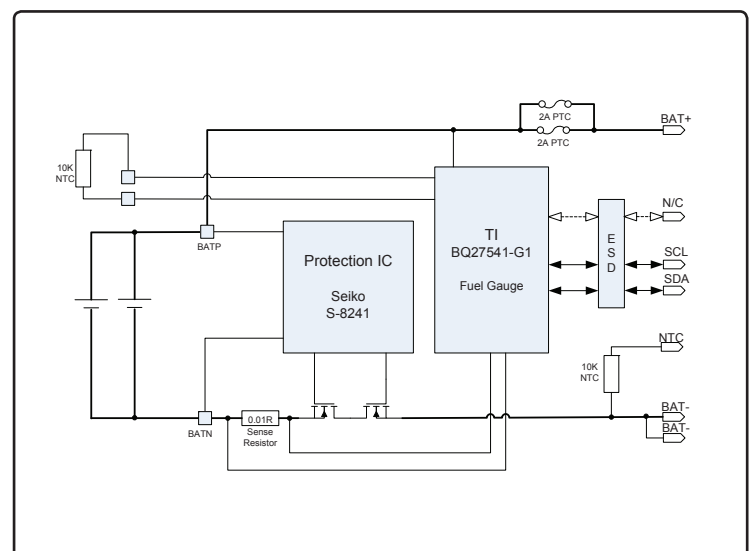 2A PTC
BAT+
2A PTC
10K
NTC
N/C
TI
BQ27541-G1
Fuel Gauge
E
S
D
BATP
Protection IC
Seiko
S-8241
SCL
SDA
NTC
10K
NTC
0.01R
BAT-
BATN
Sense
Resistor
BAT-